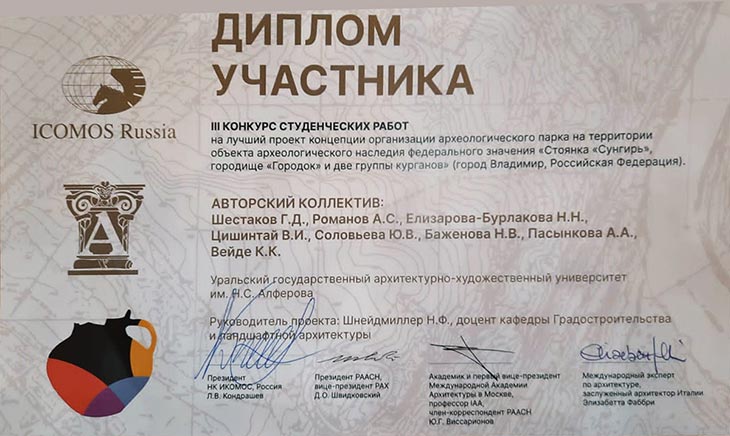 ДИПЛОМ
УЧАСТНИКА
ICOMOS Russia
III КОНКУРС СТУДЕНЧЕСКИХ РАБОТ
на лучший проект концепции организации археологического парка на территории
объекта археологического наследия федерального значения «Стоянка «Сунгирь»,
городище «Городок» и две группы курганов» (город Владимир, Российская Федерация).
А
АВТОРСКИЙ КОЛЛЕКТИВ:
Шестаков Г.Д., Романов А.С., Елизарова-Бурлакова Н.Н.,
Цишинтай В.И., Соловьева Ю.В., Баженова Н.В., Пасынкова А.А.,
Вейде К.К.
Уральский государственный архитектурно-художественный университет
им. Н.С. Алферова
Руководитель проекта: Шнейдмиллер Н.Ф., доцент кафедры Градостроительства
и ландшафтной архитектуры
Президент
НК ИКОМОС, Россия
Л.В. Кондрашев
Президент РААСН,
вице-президент РАХ
Д.О. Швидковский
Академик и первый вице-президент
Международной Академии
Архитектуры в Москве,
профессор IAA,
член-корреспондент РААСН
Ю.Г. Виссарионов
Международный эксперт
по архитектуре,
заслуженный архитектор Италии
Элизабетта Фаббри